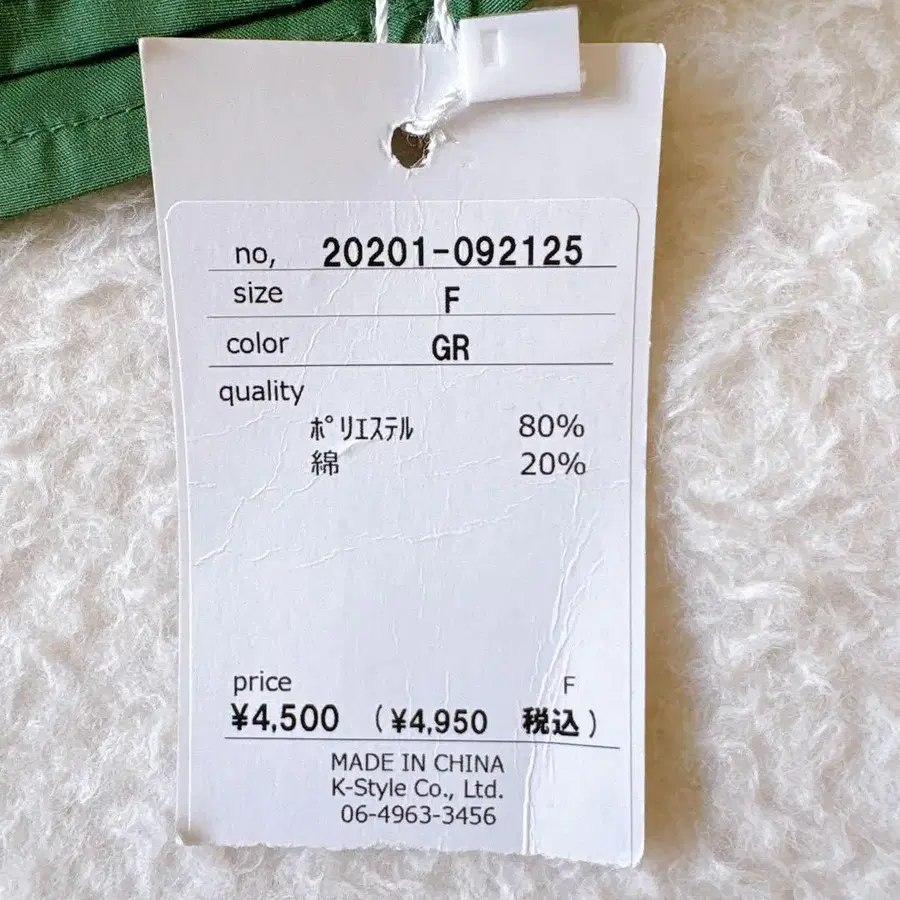 no, 20201-092125
size F
color GR
quality
ﾎﾟﾘｴｽﾃﾙ 80%
綿 20%
price F
¥4,500 (¥4,950 税込)
MADE IN CHINA
K-Style Co., Ltd.
06-4963-3456